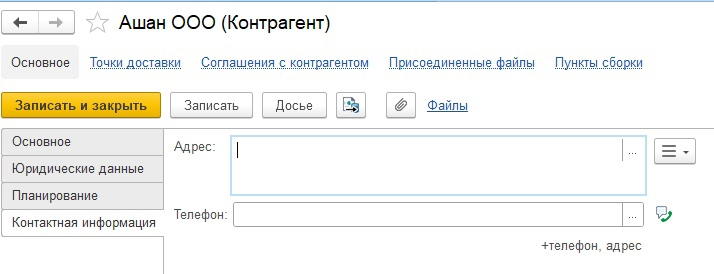 Ашан ООО (Контрагент)
Основное Точки доставки Соглашения с контрагентом Присоединенные файлы Пункты сборки
Записать и закрыть Записать Досье Файлы
Основное
Юридические данные
Планирование
Контактная информация
Адрес: ...
Телефон: ...
+телефон, адрес